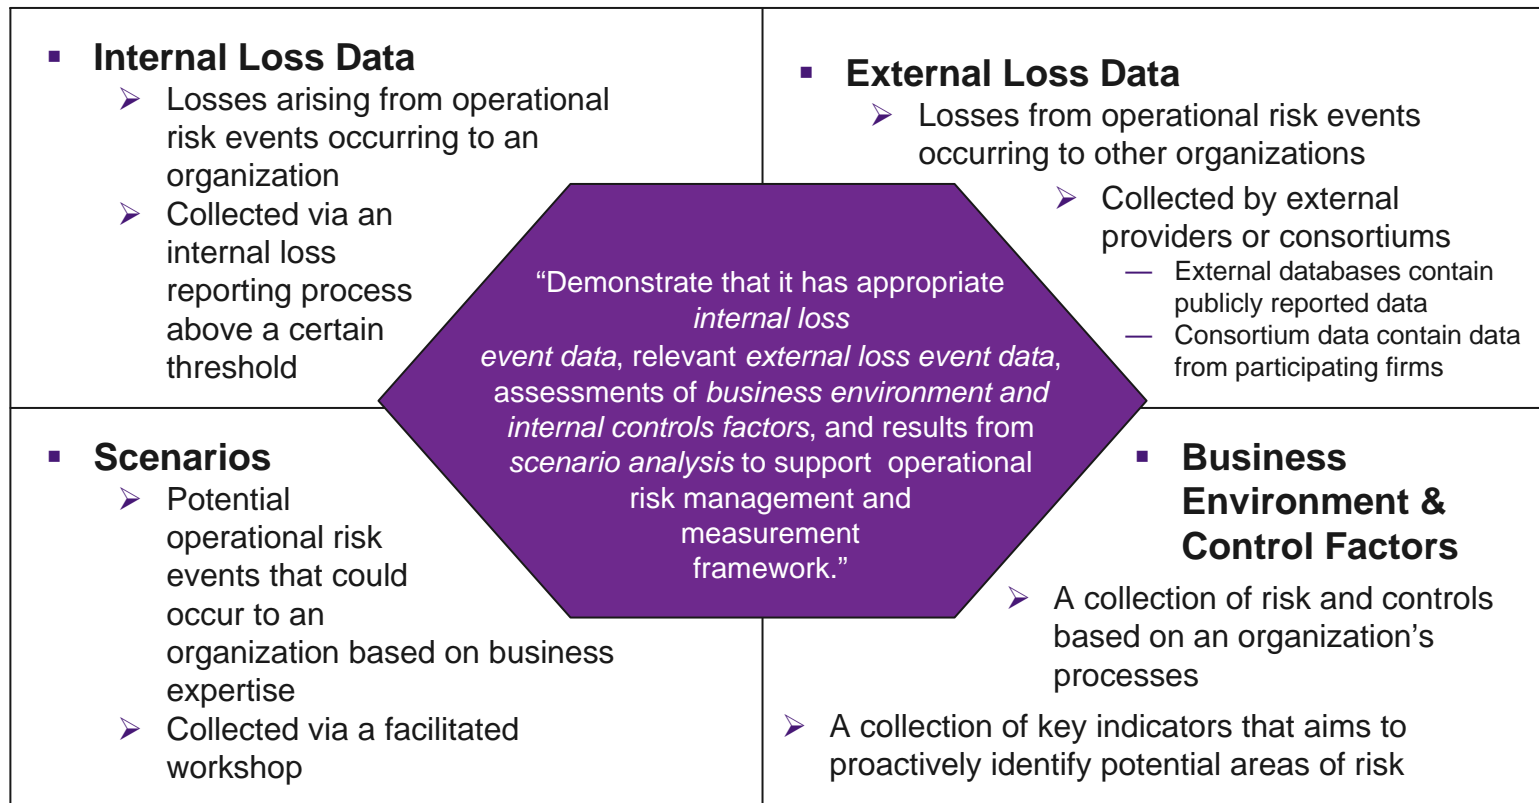 ▪ Internal Loss Data
➢ Losses arising from operational
risk events occurring to an
organization
➢ Collected via an
internal loss
reporting process
above a certain
threshold
▪ External Loss Data
➢ Losses from operational risk events
occurring to other organizations
➢ Collected by external
providers or consortiums
— External databases contain
publicly reported data
— Consortium data contain data
from participating firms
“Demonstrate that it has appropriate
internal loss
event data, relevant external loss event data,
assessments of business environment and
internal controls factors, and results from
scenario analysis to support operational
risk management and
measurement
framework.”
▪ Scenarios
➢ Potential
operational risk
events that could
occur to an
organization based on business
expertise
➢ Collected via a facilitated
workshop
▪ Business
Environment &
Control Factors
➢ A collection of risk and controls
based on an organization’s
processes
➢ A collection of key indicators that aims to
proactively identify potential areas of risk